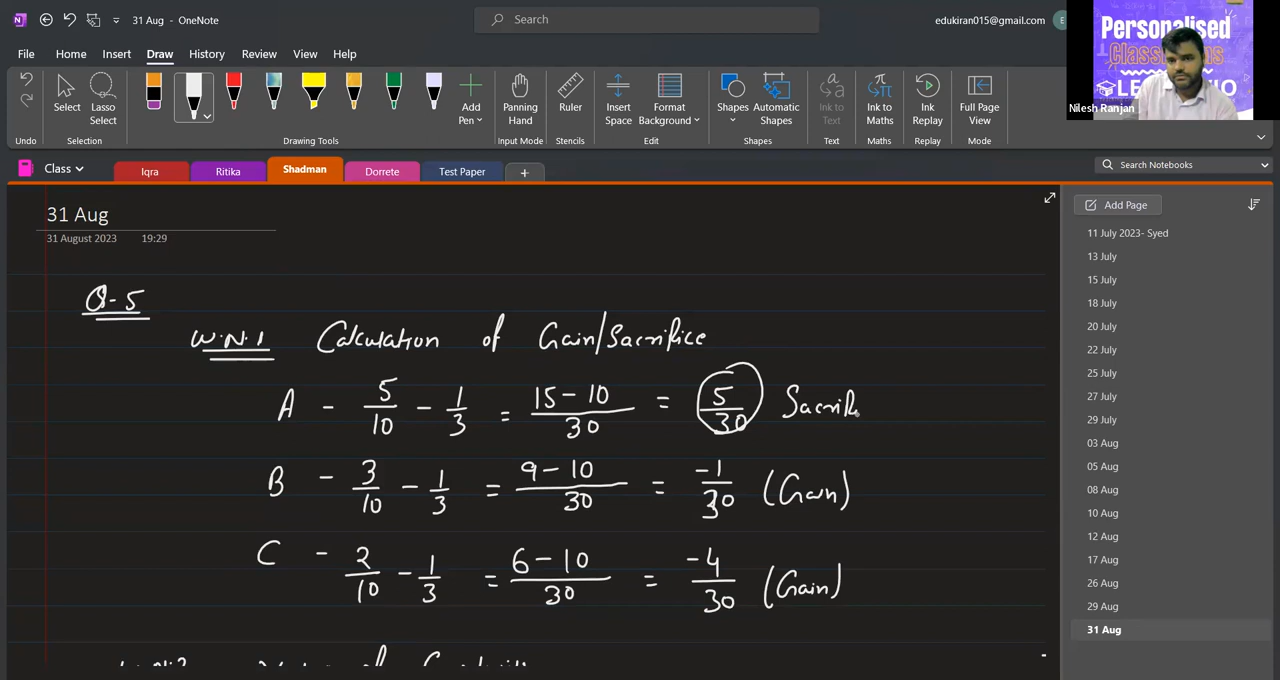 31 Aug - OneNote
Search
edukiran015@gmail.com
E
Personalised
Nilesh Ranjan
File Home Insert Draw History Review View Help
Undo
Select
Lasso Select
Selection
Drawing Tools
Add Pen
Panning Hand
Input Mode
Ruler
Stencils
Insert Space
Format Background
Edit
Shapes
Automatic Shapes
Shapes
Ink to Text
Text
Ink to Maths
Maths
Ink Replay
Replay
Full Page View
Mode
Class
Iqra
Ritika
Shadman
Dorrete
Test Paper
+
Search Notebooks
31 Aug
31 August 2023 19:29
Q-5
W.N.1 Calculation of Gain/Sacrifice
A - 5/10 - 1/3 = 15-10/30 = 5/30 Sacrifi
B - 3/10 - 1/3 = 9-10/30 = -1/30 (Gain)
C - 2/10 - 1/3 = 6-10/30 = -4/30 (Gain)
Add Page
11 July 2023- Syed
13 July
15 July
18 July
20 July
22 July
25 July
27 July
29 July
03 Aug
05 Aug
08 Aug
10 Aug
12 Aug
17 Aug
26 Aug
29 Aug
31 Aug